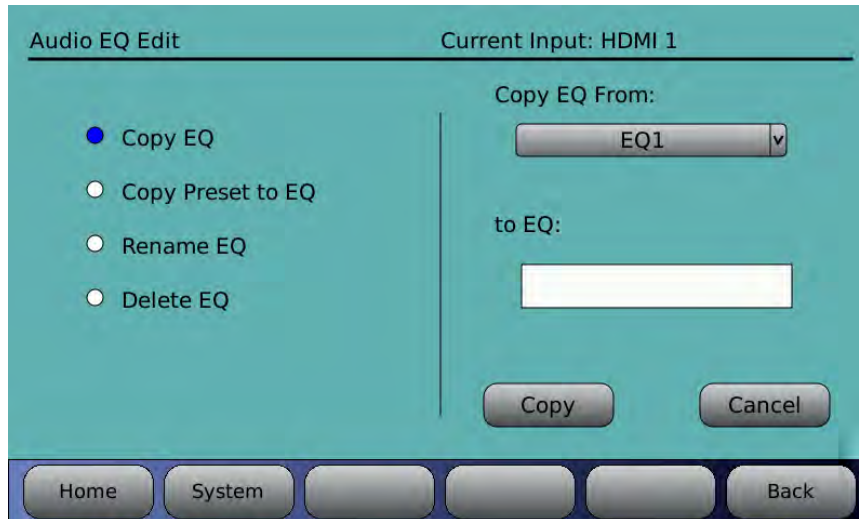 Audio EQ Edit
Current Input: HDMI 1
Copy EQ
Copy Preset to EQ
Rename EQ
Delete EQ
Copy EQ From:
EQ1
to EQ:
Copy
Cancel
Home
System
Back